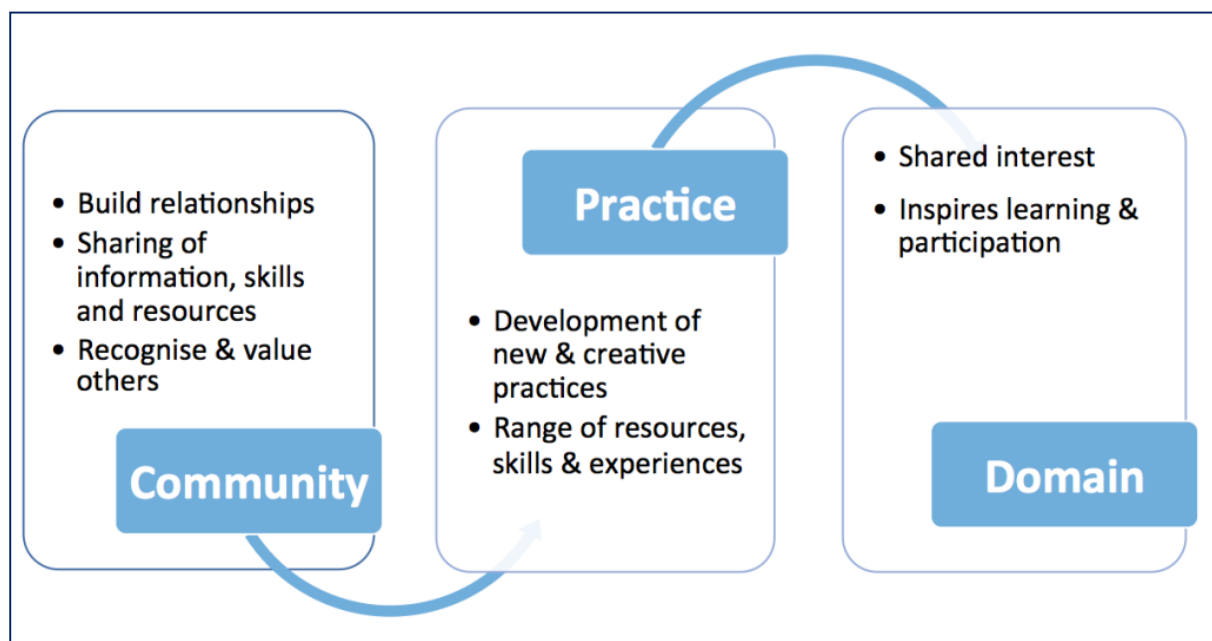 • Build relationships
• Sharing of
information, skills
and resources
• Recognise & value
others
Community
Practice
• Development of
new & creative
practices
• Range of resources,
skills & experiences
• Shared interest
• Inspires learning &
participation
Domain